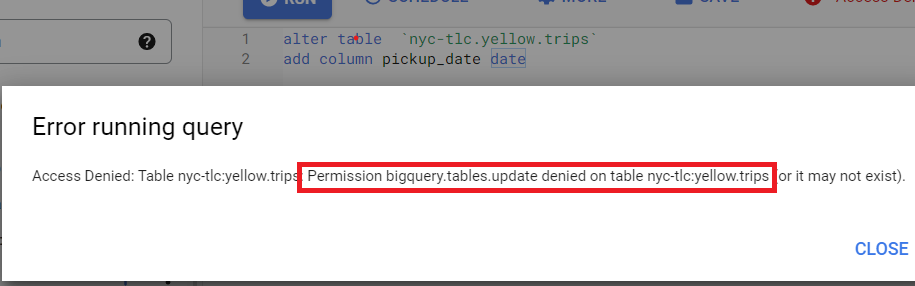 RUN SCHEDULE MORE SAVE
1 alter table `nyc-tlc.yellow.trips`
2 add column pickup_date date
Error running query
Access Denied: Table nyc-tlc:yellow.trips: Permission bigquery.tables.update denied on table nyc-tlc:yellow.trips (or it may not exist).
CLOSE